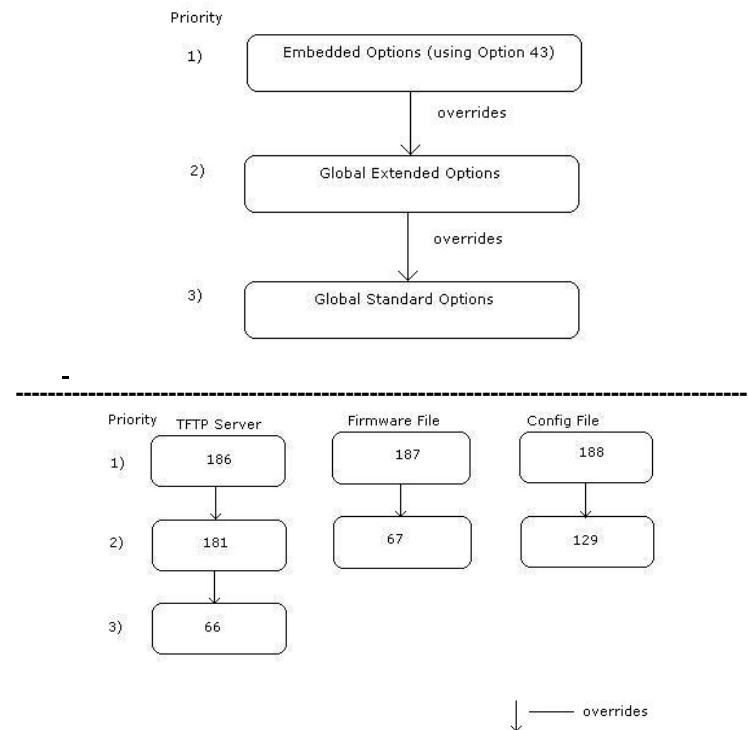 Priority
1) Embedded Options (using Option 43)
overrides
2) Global Extended Options
overrides
3) Global Standard Options
Priority TFTP Server Firmware File Config File
1) 186 187 188
2) 181 67 129
3) 66
overrides